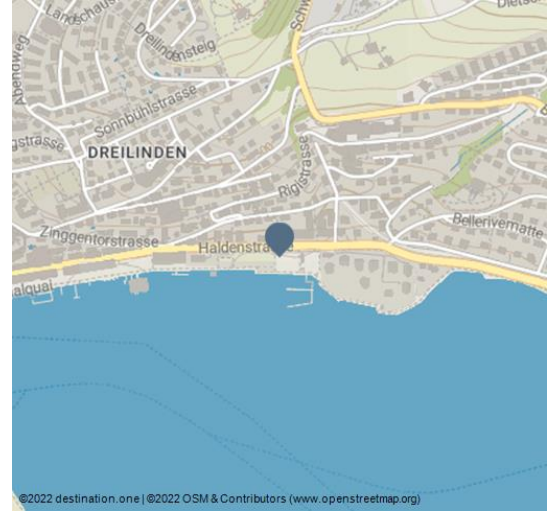 Dietsc
Landschaus
Dreilindensteig
Schw
Abendweg
Sonnbühlstrasse
gstrasse
DREILINDEN
Riglstrasse
Bellerivematte
Zinggentorstrasse
Haldenstra
alquai
©2022 destination.one | ©2022 OSM & Contributors (www.openstreetmap.org)